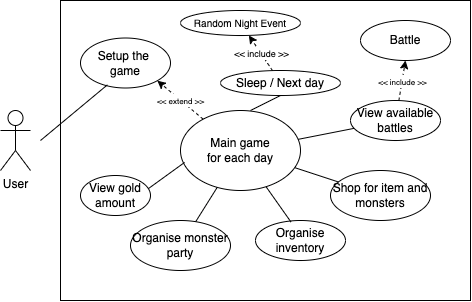 Random Night Event
<< include >>
Sleep / Next day
Setup the
game
<< extend >>
Battle
<< include >>
View available
battles
Main game
for each day
User
View gold
amount
Shop for item and
monsters
Organise monster
party
Organise
inventory